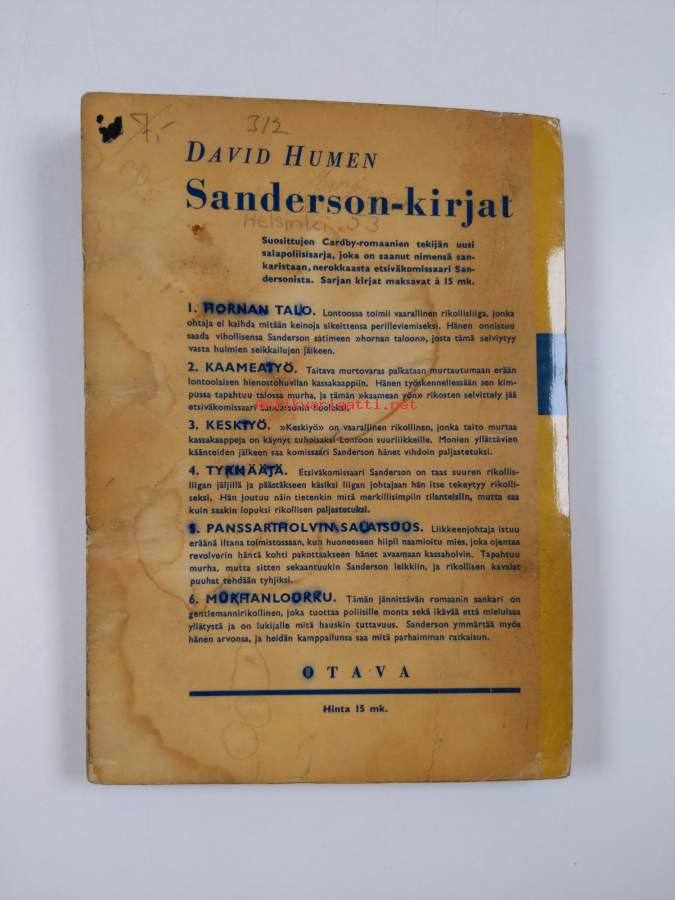 7,-
312
DAVID HUMEN
Sanderson-kirjat
Helsinki 53
Suosittujen Cardby-romaanien tekijän uusi
salapoliisisarja, joka on saanut nimensä san-
karistaan, nerokkaasta etsiväkomissaari San-
dersonista. Sarjan kirjat maksavat à 15 mk.
1. HORNAN TALO. Lontoossa toimii vaarallinen rikollisliiga, jonka
ohtaja ei kaihda mitään keinoja aikeittensa perilleviemiseksi. Hänen onnistuu
saada vihollisensa Sanderson satimeen »hornan taloon», josta tämä selviytyy
vasta huimien seikkailujen jälkeen.
2. KAAMEATYÖ. Taitava murtovaras palkataan murtautumaan erään
lontoolaisen hienostohuvilan kassakaappiin. Hänen työskennellessään sen kim-
pussa tapahtuu talossa murha, ja tämän »kaamean yön» rikosten selvittely jää
etsiväkomissaari Sandersonin
antikvariaatti.net
3. KESKIYÖ. »Keskiyö» on vaarallinen rikollinen, jonka taito murtaa
kassakaappeja on käynyt tuhoisaksi Lontoon suurliikkeille. Monien yllättävien
käänteiden jälkeen saa komissaari Sanderson hänet vihdoin paljastetuksi.
4. TYRMÄÄJÄ. Etsiväkomissaari Sanderson on taas suuren rikollis-
liigan jäljillä ja päästäkseen käsiksi liigan johtajaan hän itse tekeytyy rikolli-
seksi. Hän joutuu näin tietenkin mitä merkillisimpiin tilanteisiin, mutta saa
kuin saakin lopuksi rikollisen paljastetuksi.
5. PANSSARIHOLVIN SALAISUUS. Liikkeenjohtaja istuu
eräänä iltana toimistossaan, kun huoneeseen hiipii naamioitu mies, joka ojentaa
revolverin häntä kohti pakottaakseen hänet avaamaan kassaholvin. Tapahtuu
murha, mutta sitten sekaantuukin Sanderson leikkiin, ja rikollisen kavalat
puuhat tehdään tyhjiksi.
6. MURHANLOUKKU. Tämän jännittävän romaanin sankari on
gentlemannirikollinen, joka tuottaa poliisille monta sekä ikävää että mieluisaa
yllätystä ja on lukijalle mitä hauskin tuttavuus. Sanderson ymmärtää myös
hänen arvonsa, ja heidän kamppailunsa saa mitä parhaimman ratkaisun.
OTAVA
Hinta 15 mk.